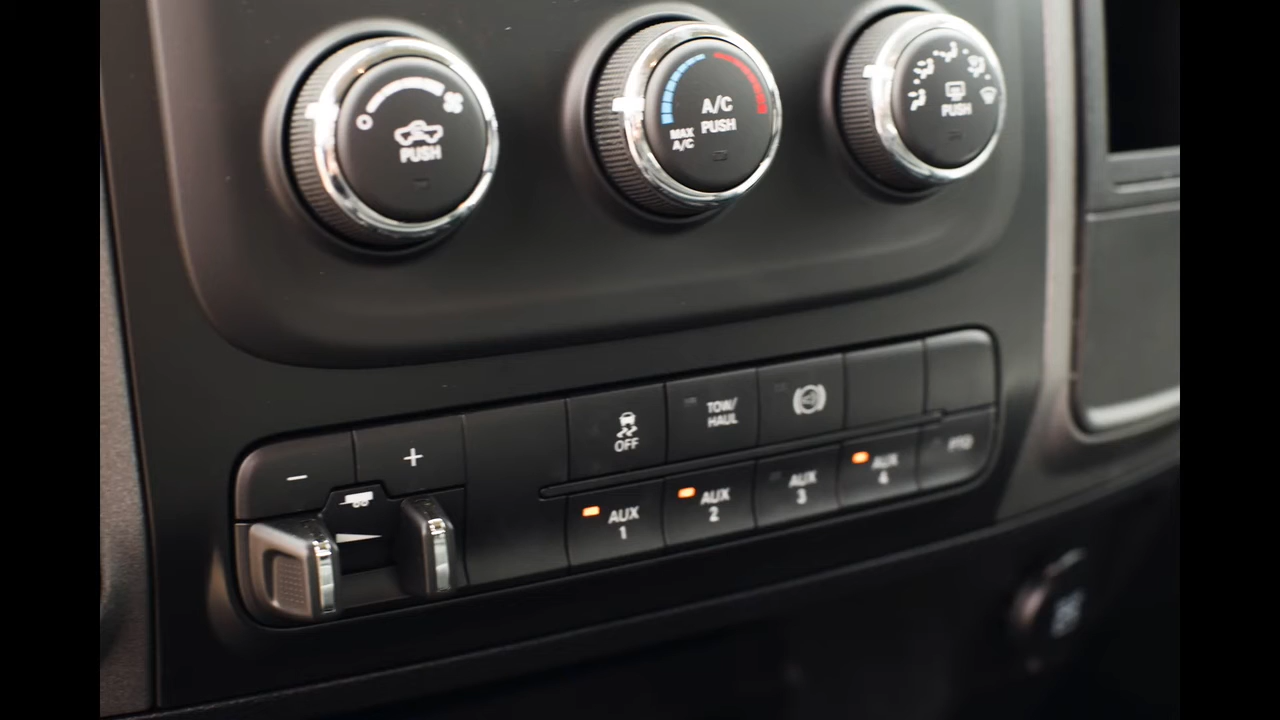 PUSH
A/C
PUSH
MAX
A/C
PUSH
− +
OFF
TOW/
HAUL
AUX
1
AUX
2
AUX
3
AUX
4
PTO